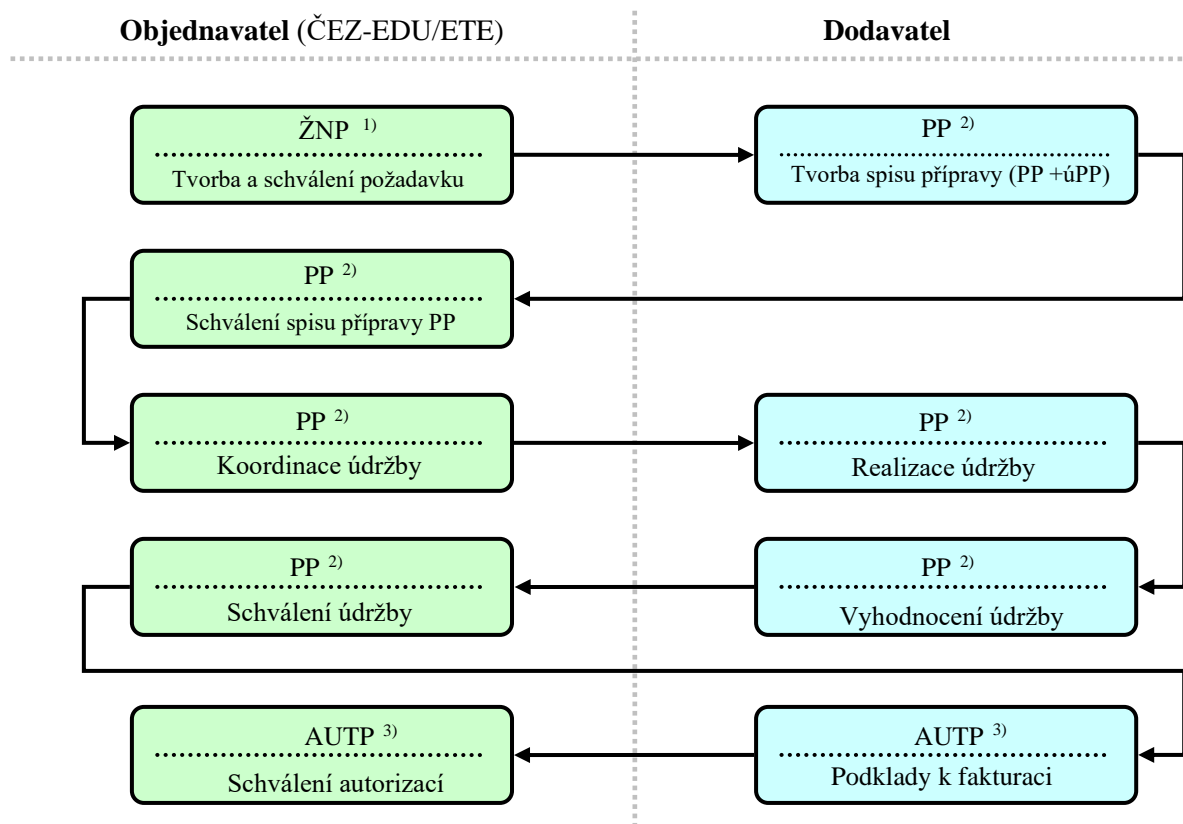 Objednavatel (ČEZ-EDU/ETE)
Dodavatel
ŽNP 1)
Tvorba a schválení požadavku
PP 2)
Tvorba spisu přípravy (PP +úPP)
PP 2)
Schválení spisu přípravy PP
PP 2)
Koordinace údržby
PP 2)
Realizace údržby
PP 2)
Schválení údržby
PP 2)
Vyhodnocení údržby
AUTP 3)
Schválení autorizací
AUTP 3)
Podklady k fakturaci